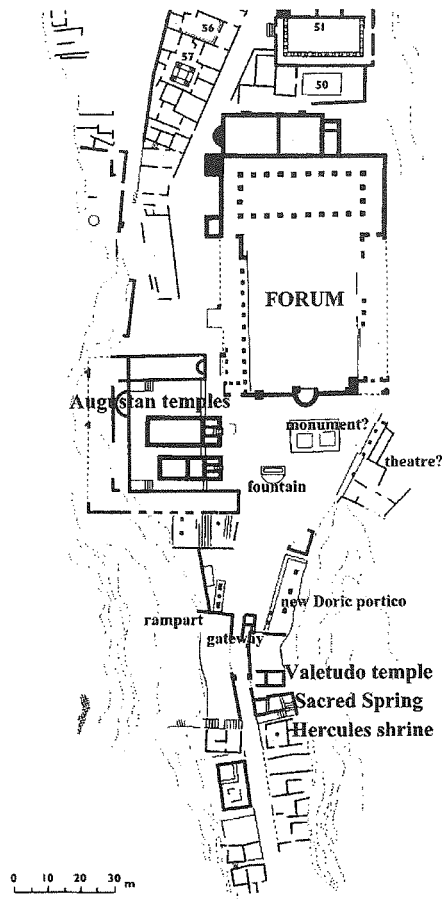 56
51
57
50
FORUM
Augustan temples
monument?
theatre?
fountain
new Doric portico
rampart
gateway
Valetudo temple
Sacred Spring
Hercules shrine
0 10 20 30 m